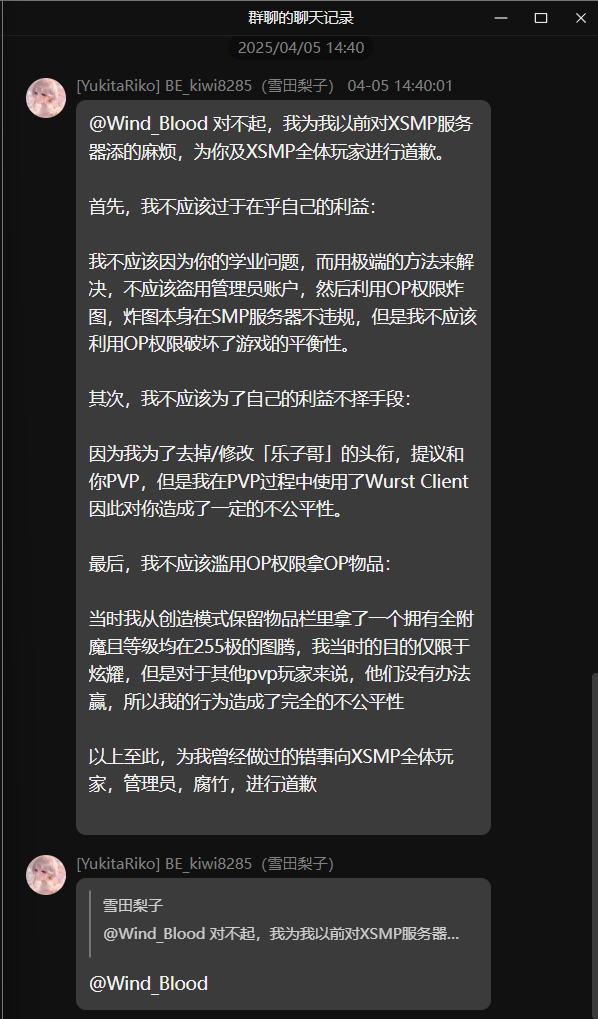 群聊的聊天记录
2025/04/05 14:40
[YukitaRiko] BE_kiwi8285（雪田梨子） 04-05 14:40:01
@Wind_Blood 对不起，我为我以前对XSMP服务
器添的麻烦，为你及XSMP全体玩家进行道歉。
首先，我不应该过于在乎自己的利益：
我不应该因为你的学业问题，而用极端的方法来解
决，不应该盗用管理员账户，然后利用OP权限炸
图，炸图本身在SMP服务器不违规，但是我不应该
利用OP权限破坏了游戏的平衡性。
其次，我不应该为了自己的利益不择手段：
因为我为了去掉/修改「乐子哥」的头衔，提议和
你PVP，但是我在PVP过程中使用了Wurst Client
因此对你造成了一定的不公平性。
最后，我不应该滥用OP权限拿OP物品：
当时我从创造模式保留物品栏里拿了一个拥有全附
魔且等级均在255极的图腾，我当时的目的仅限于
炫耀，但是对于其他pvp玩家来说，他们没有办法
赢，所以我的行为造成了完全的不公平性
以上至此，为我曾经做过的错事向XSMP全体玩
家，管理员，腐竹，进行道歉
[YukitaRiko] BE_kiwi8285（雪田梨子）
雪田梨子
@Wind_Blood 对不起，我为我以前对XSMP服务器...
@Wind_Blood